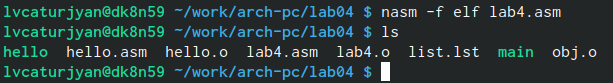 lvcaturjyan@dk8n59 ~/work/arch-pc/lab04 $ nasm -f elf lab4.asm
lvcaturjyan@dk8n59 ~/work/arch-pc/lab04 $ ls
hello  hello.asm  hello.o  lab4.asm  lab4.o  list.lst  main  obj.o
lvcaturjyan@dk8n59 ~/work/arch-pc/lab04 $